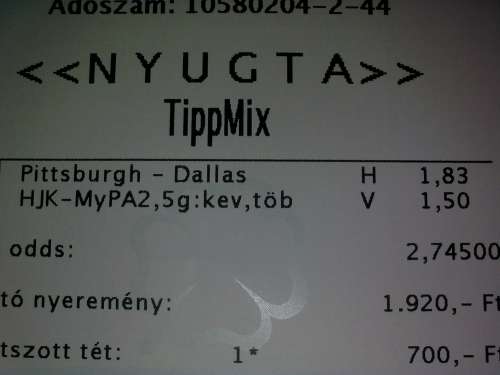 Adószám: 10580204-2-44
<<NYUGTA>>
TippMix
Pittsburgh - Dallas H 1,83
HJK-MyPA2,5g:kev,töb V 1,50
odds: 2,74500
tó nyeremény: 1.920,- Ft
tszott tét: 1* 700,- Ft